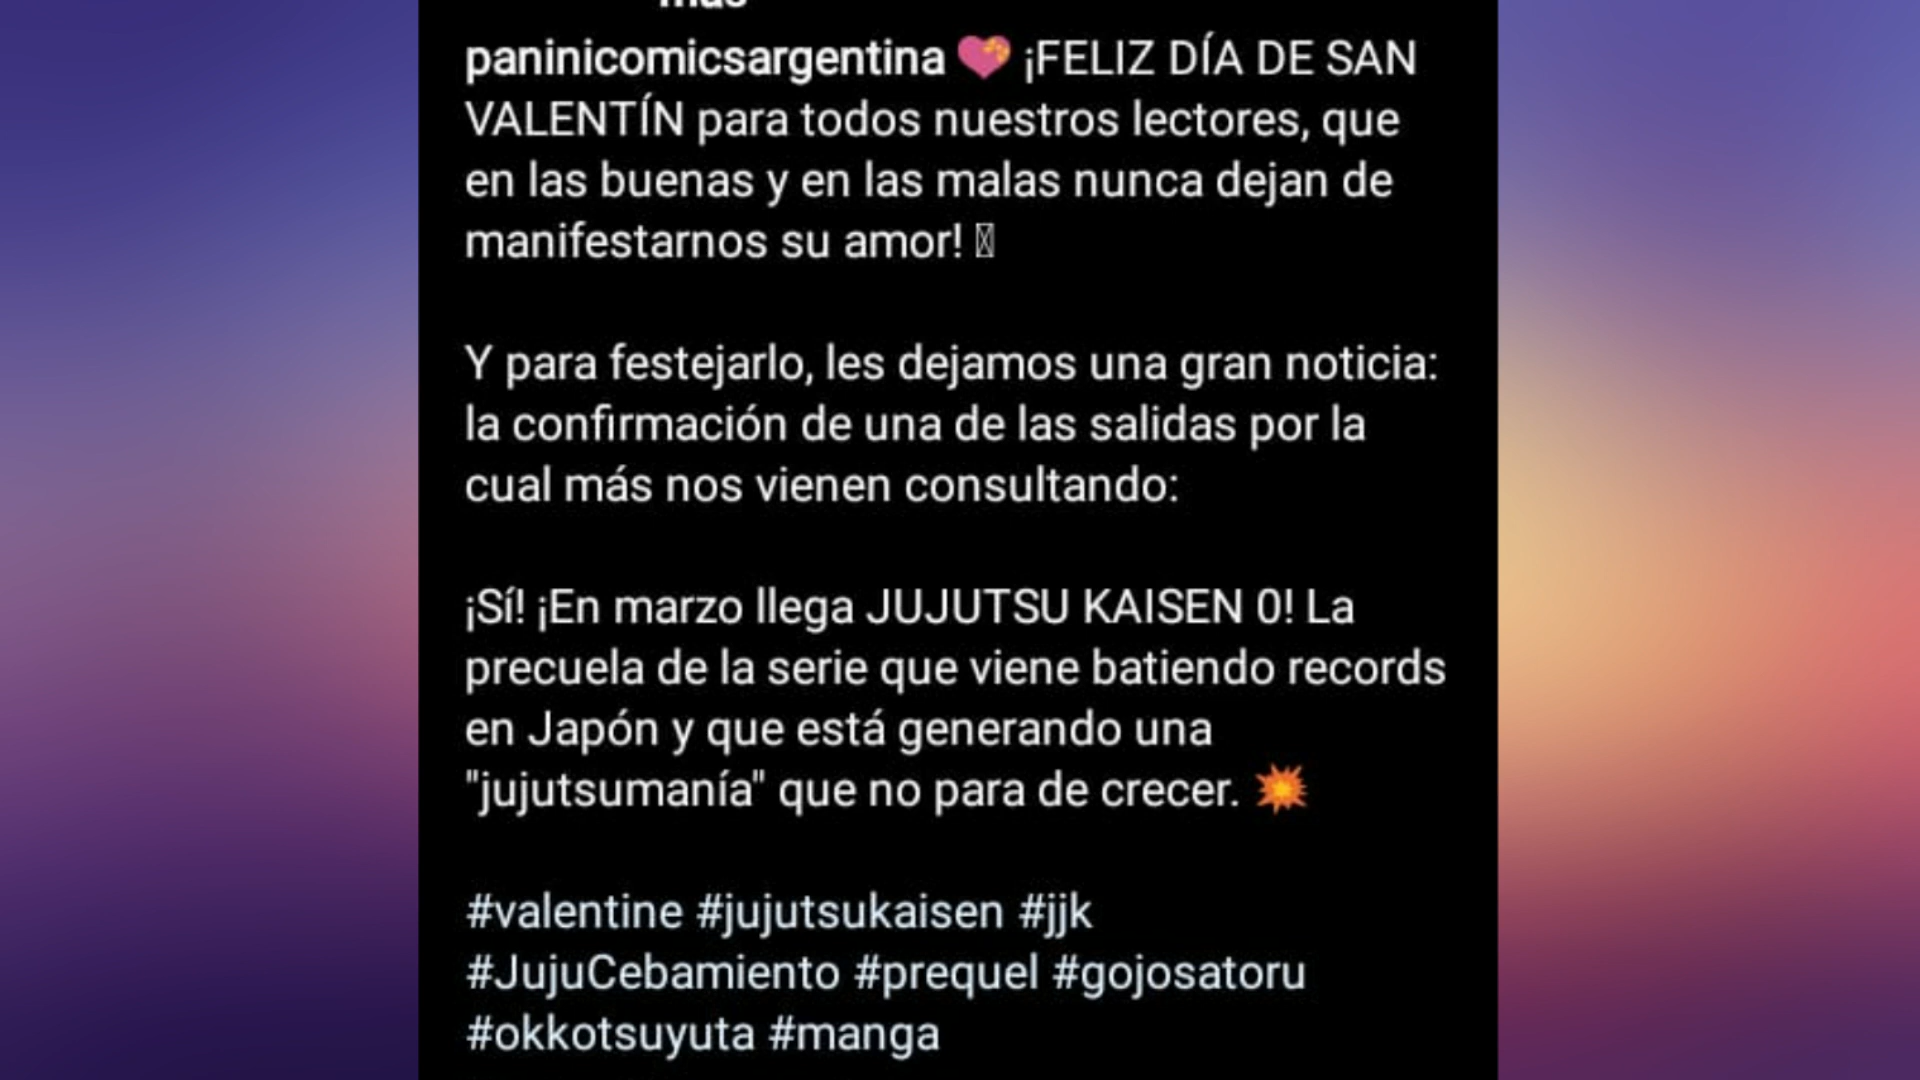 más
paninicomicsargentina 💖 ¡FELIZ DÍA DE SAN
VALENTÍN para todos nuestros lectores, que
en las buenas y en las malas nunca dejan de
manifestarnos su amor!
Y para festejarlo, les dejamos una gran noticia:
la confirmación de una de las salidas por la
cual más nos vienen consultando:
¡Sí! ¡En marzo llega JUJUTSU KAISEN 0! La
precuela de la serie que viene batiendo records
en Japón y que está generando una
"jujutsumanía" que no para de crecer. 💥
#valentine #jujutsukaisen #jjk
#JujuCebamiento #prequel #gojosatoru
#okkotsuyuta #manga